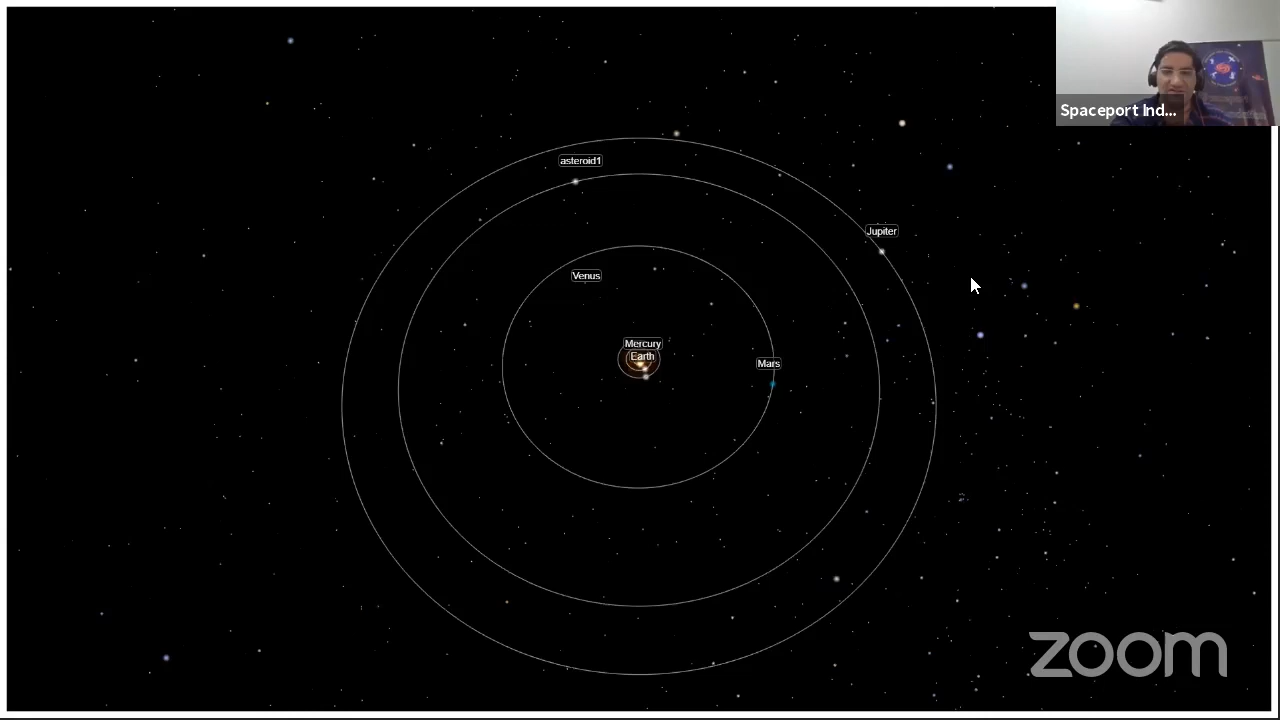 Spaceport Ind...
asteroid1
Jupiter
Venus
Mercury
Earth
Mars
zoom